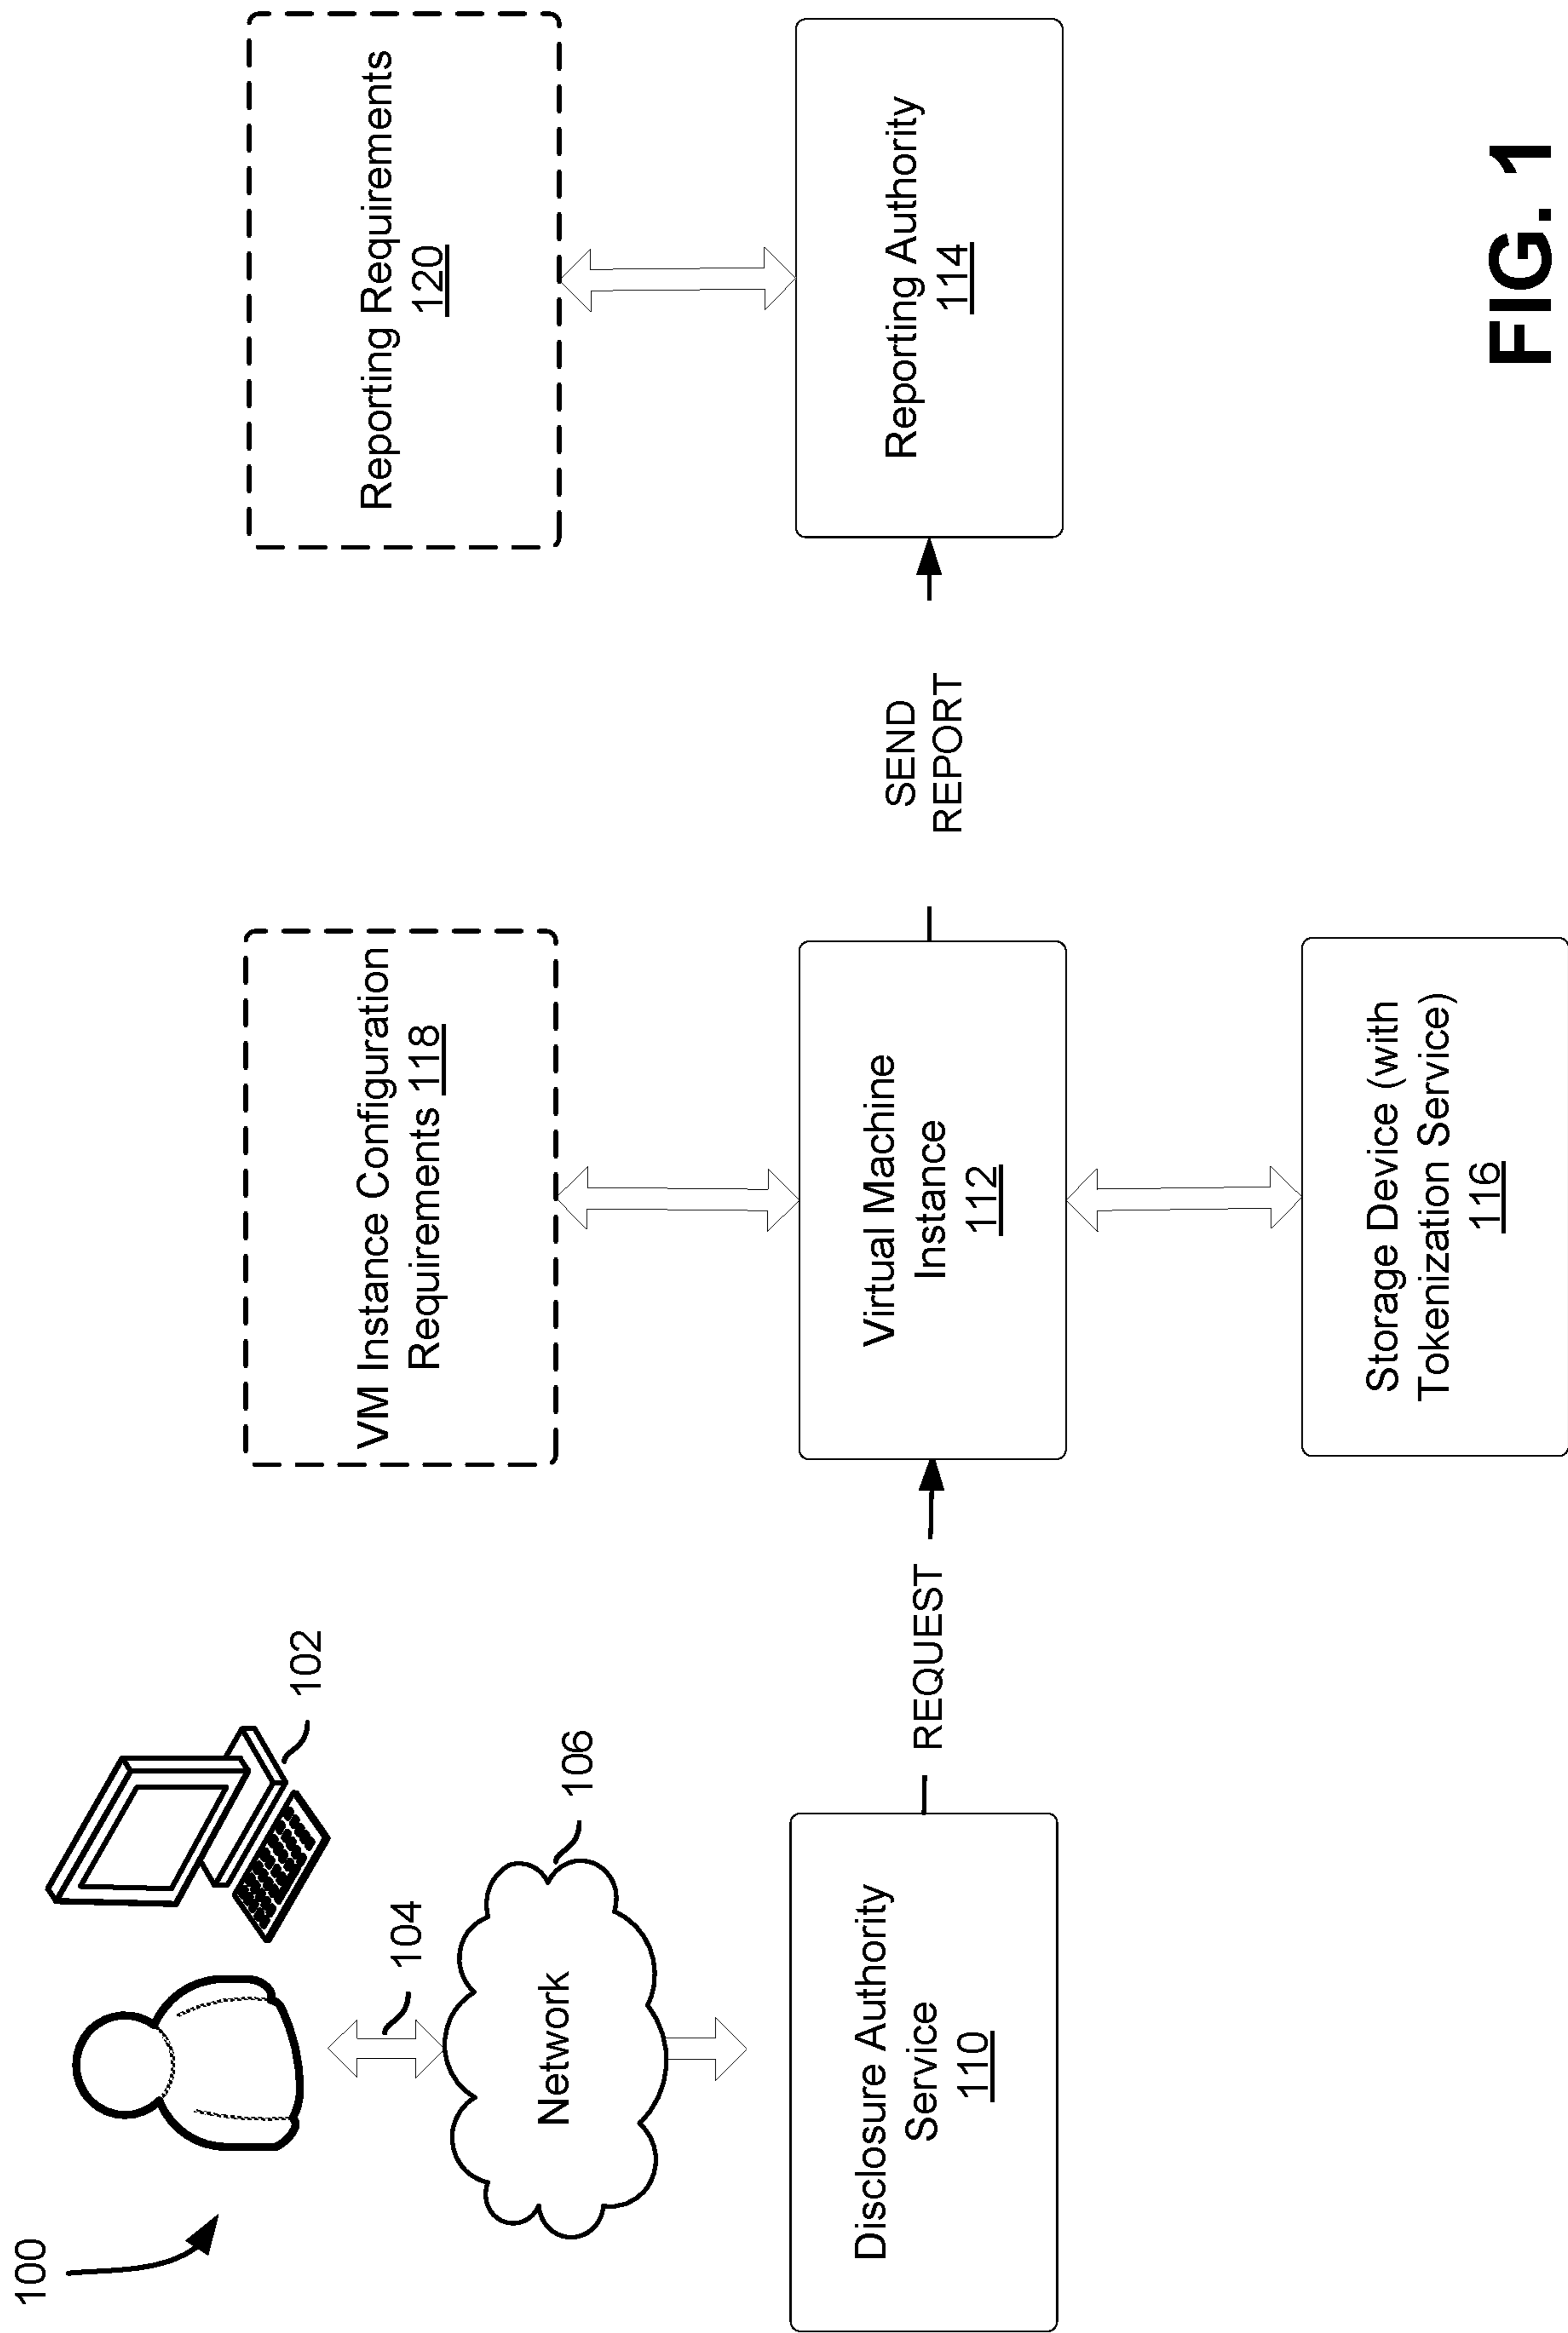 100
102
104
Network
106
Disclosure Authority
Service
110
REQUEST
VM Instance Configuration
Requirements 118
Virtual Machine
Instance
112
Storage Device (with
Tokenization Service)
116
SEND
REPORT
Reporting Requirements
120
Reporting Authority
114
FIG. 1